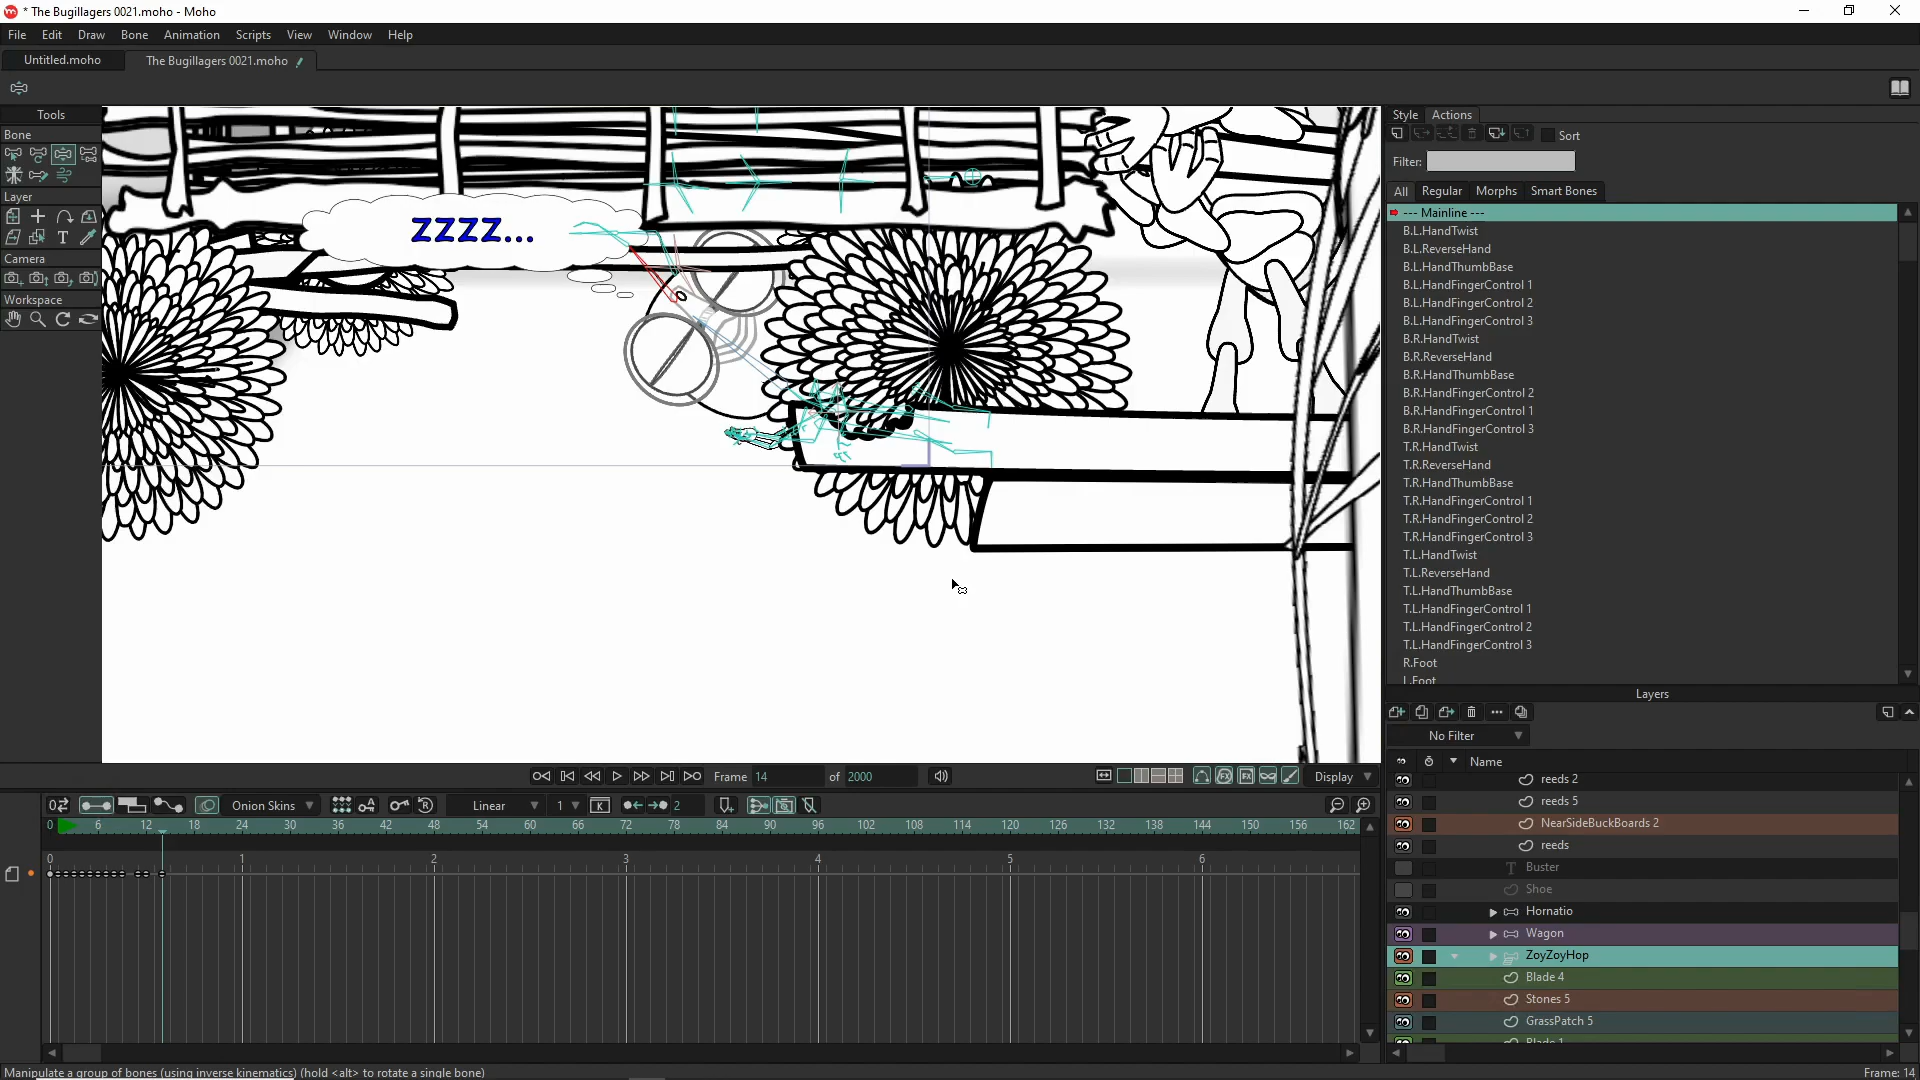 * The Bugillagers 0021.moho - Moho
File Edit Draw Bone Animation Scripts View Window Help
Untitled.moho The Bugillagers 0021.moho
Tools
Bone
Layer
Camera
Workspace
ZZZZ...
Style Actions
Sort
Filter:
All Regular Morphs Smart Bones
--- Mainline ---
B.L.HandTwist
B.L.ReverseHand
B.L.HandThumbBase
B.L.HandFingerControl 1
B.L.HandFingerControl 2
B.L.HandFingerControl 3
B.R.HandTwist
B.R.ReverseHand
B.R.HandThumbBase
B.R.HandFingerControl 2
B.R.HandFingerControl 1
B.R.HandFingerControl 3
T.R.HandTwist
T.R.ReverseHand
T.R.HandThumbBase
T.R.HandFingerControl 1
T.R.HandFingerControl 2
T.R.HandFingerControl 3
T.L.HandTwist
T.L.ReverseHand
T.L.HandThumbBase
T.L.HandFingerControl 1
T.L.HandFingerControl 2
T.L.HandFingerControl 3
R.Foot
L.Foot
Layers
No Filter
Name
reeds 2
reeds 5
NearSideBuckBoards 2
reeds
Buster
Shoe
Hornatio
Wagon
ZoyZoyHop
Blade 4
Stones 5
GrassPatch 5
Blade 1
Frame 14 of 2000 Display
Onion Skins Linear 1 2
0 6 12 18 24 30 36 42 48 54 60 66 72 78 84 90 96 102 108 114 120 126 132 138 144 150 156 162
0 1 2 3 4 5 6
Manipulate a group of bones (using inverse kinematics) (hold <alt> to rotate a single bone) Frame: 14